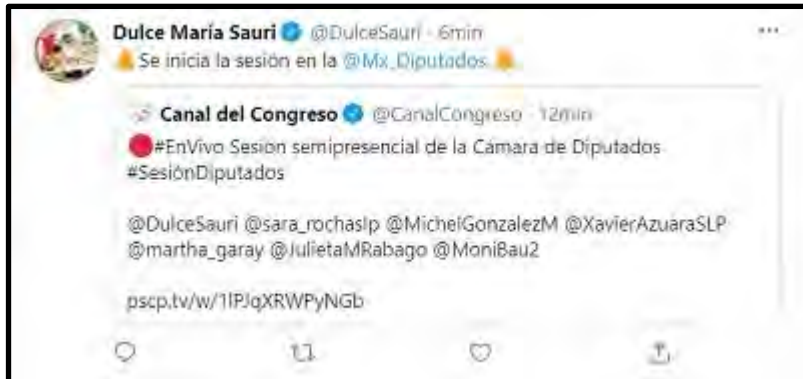 Dulce María Sauri @DulceSauri · 6min
Se inicia la sesión en la @Mx_Diputados
Canal del Congreso @CanalCongreso · 12min
#EnVivo Sesión semipresencial de la Cámara de Diputados
#SesiónDiputados
@DulceSauri @sara_rochaslp @MichelGonzalezM @XavierAzuaraSLP
@martha_garay @JulietaMRabago @MoniBau2
pscp.tv/w/1lPJqXRWPyNGb